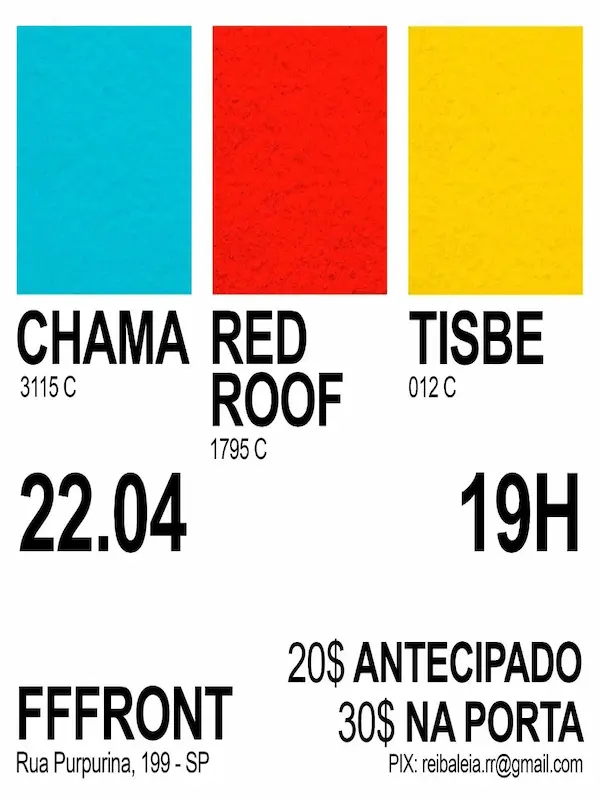 CHAMA
3115 C
RED
ROOF
1795 C
TISBE
012 C
22.04
19H
20$ ANTECIPADO
30$ NA PORTA
PIX: reibaleia.rr@gmail.com
FFFRONT
Rua Purpurina, 199 - SP